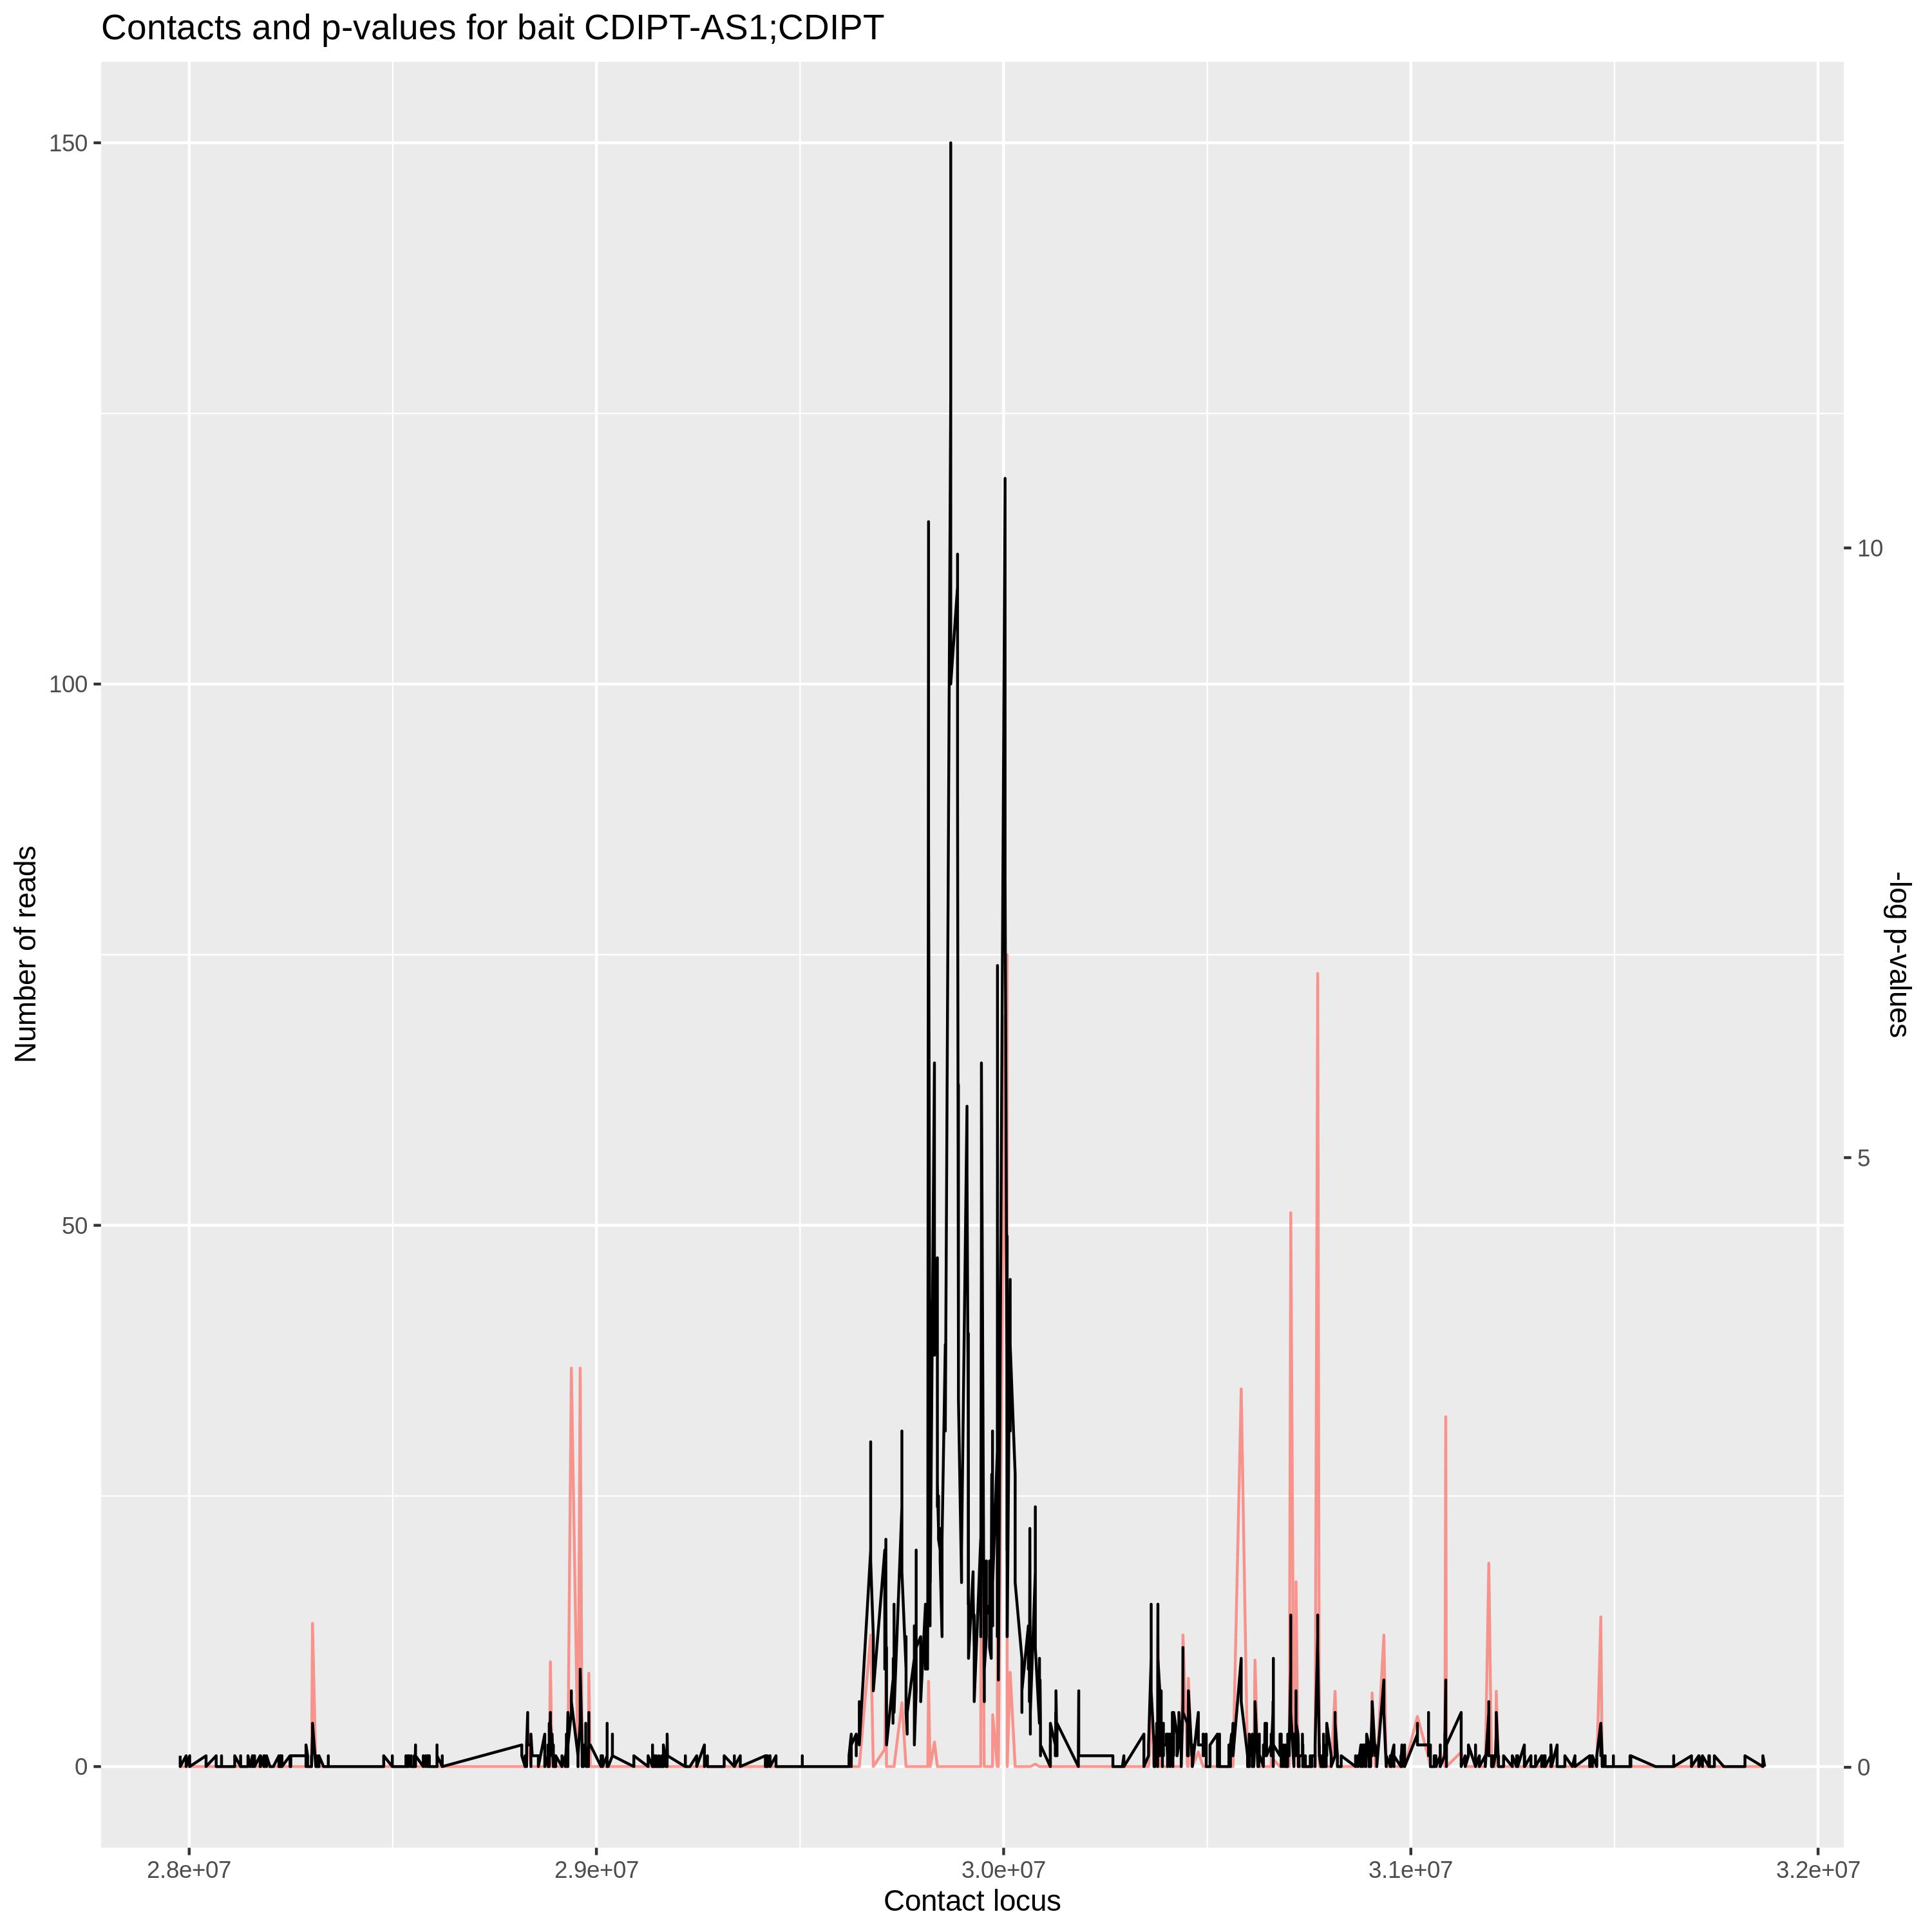 Contacts and p-values for bait CDIPT-AS1;CDIPT
150
100
50
0
Number of reads
10
5
0
-log p-values
2.8e+07
2.9e+07
3.0e+07
3.1e+07
3.2e+07
Contact locus